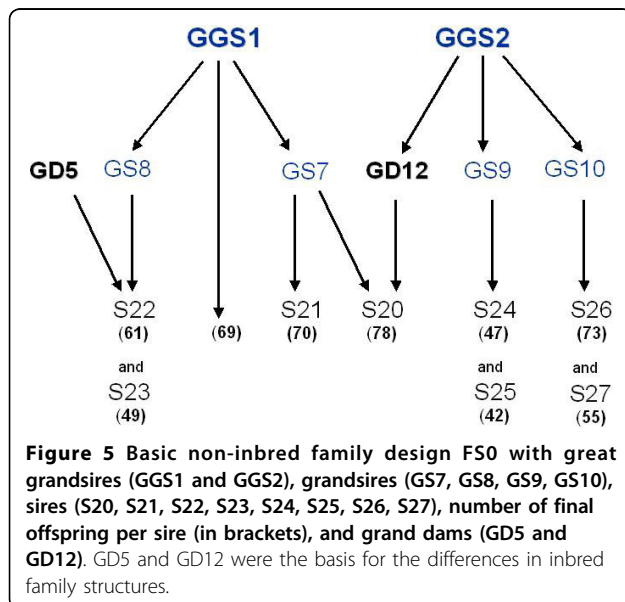 GGS1 GGS2
GD5 GS8 GS7 GD12 GS9 GS10
S22 S21 S20 S24 S26
(61) (69) (70) (78) (47) (73)
and and and
S23 S25 S27
(49) (42) (55)
Figure 5 Basic non-inbred family design FS0 with great
grandsires (GGS1 and GGS2), grandsires (GS7, GS8, GS9, GS10),
sires (S20, S21, S22, S23, S24, S25, S26, S27), number of final
offspring per sire (in brackets), and grand dams (GD5 and
GD12). GD5 and GD12 were the basis for the differences in inbred
family structures.